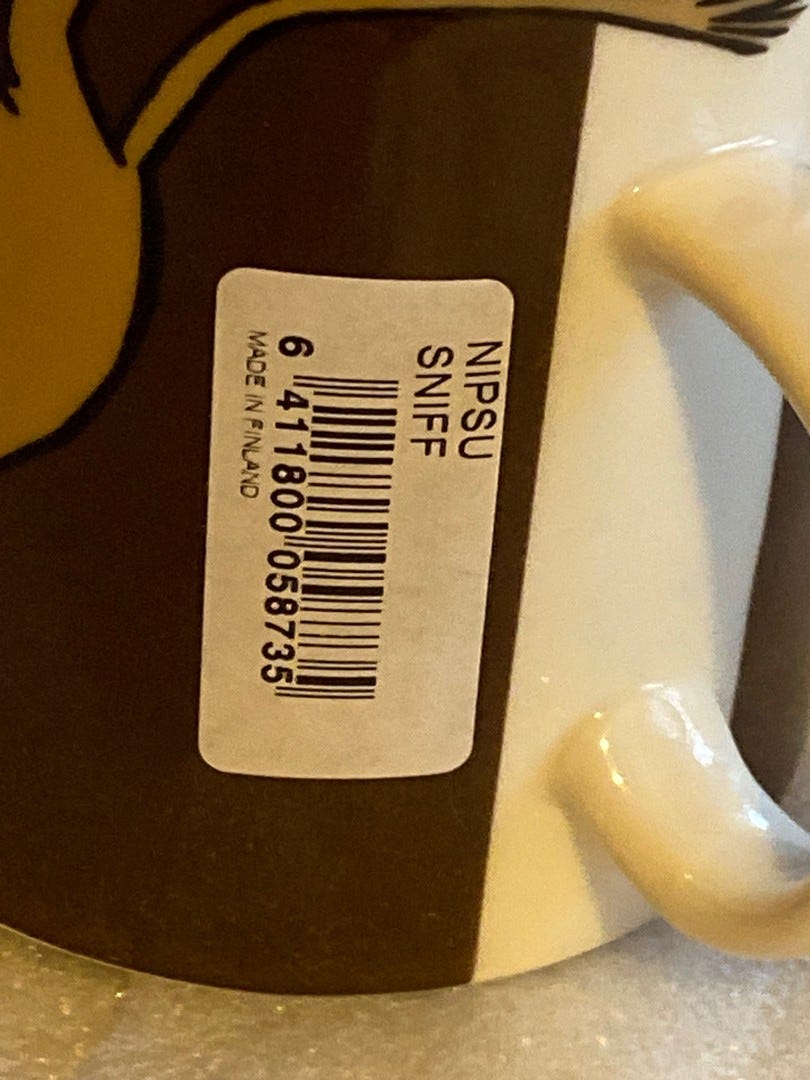 NIPSU
SNIFF
6 411800 058735
MADE IN FINLAND